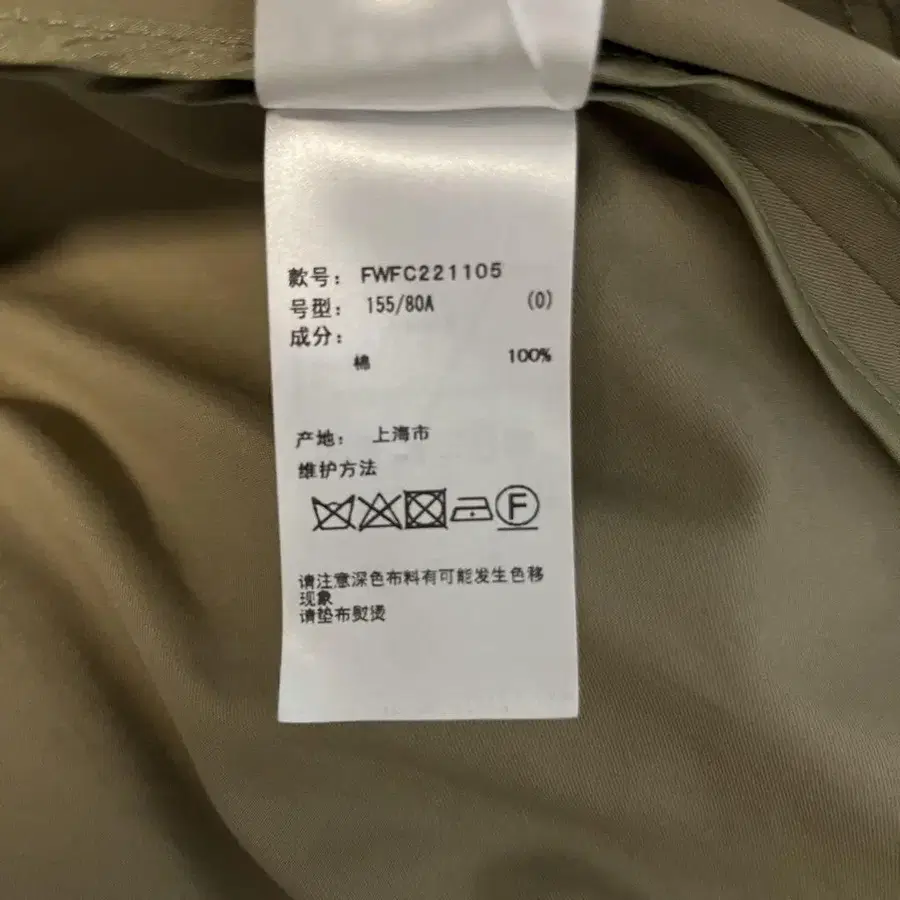 款号： FWFC221105
号型： 155/80A (0)
成分：
棉 100%
产地： 上海市
维护方法
F
请注意深色布料有可能发生色移
现象
请垫布熨烫